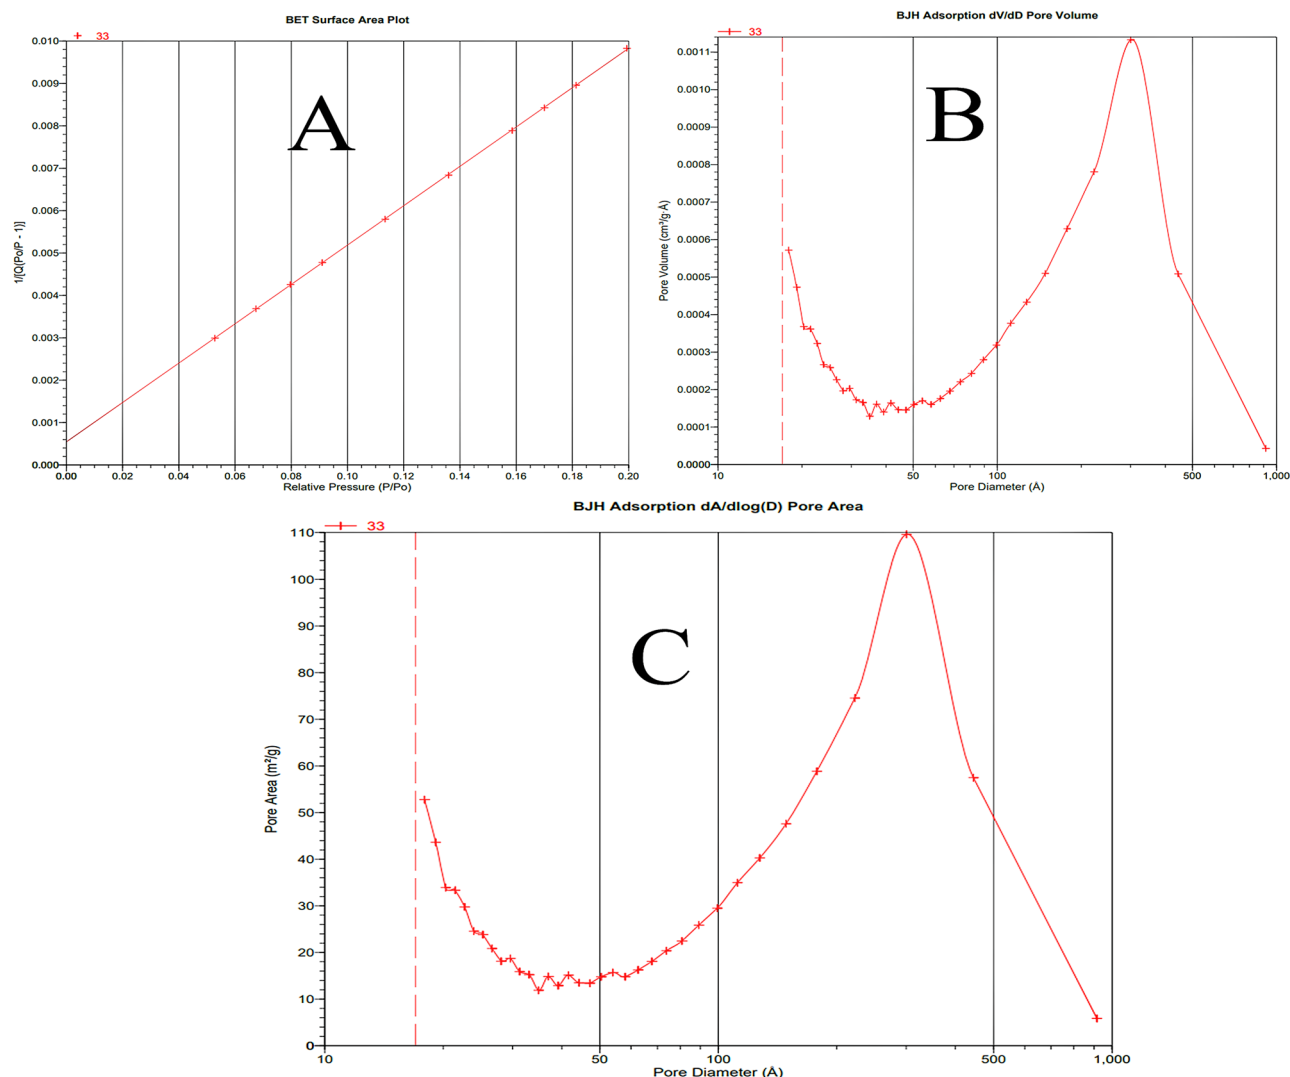 BET Surface Area Plot
33
0.010
0.009
0.008
0.007
0.006
0.005
0.004
0.003
0.002
0.001
0.000
1/[Q(Po/P - 1)]
A
0.00 0.02 0.04 0.06 0.08 0.10 0.12 0.14 0.16 0.18 0.20
Relative Pressure (P/Po)
BJH Adsorption dV/dD Pore Volume
33
0.0011
0.0010
0.0009
0.0008
0.0007
0.0006
0.0005
0.0004
0.0003
0.0002
0.0001
0.0000
Pore Volume (cm³/g·Å)
B
10 50 100 500 1,000
Pore Diameter (Å)
BJH Adsorption dA/dlog(D) Pore Area
33
110
100
90
80
70
60
50
40
30
20
10
0
Pore Area (m²/g)
C
10 50 100 500 1,000
Pore Diameter (Å)